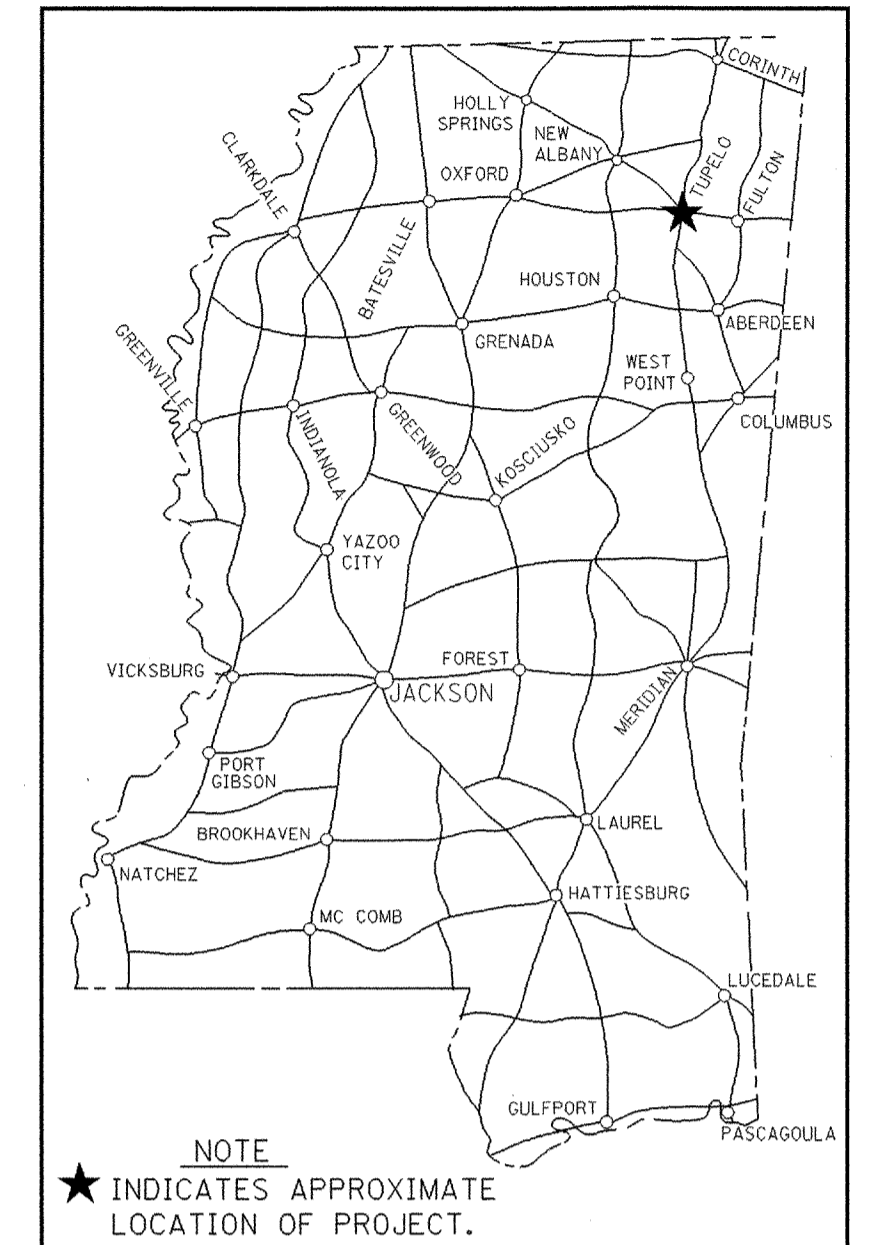 CORINTH
HOLLY
SPRINGS
NEW
ALBANY
TUPELO
FULTON
CLARKDALE
OXFORD
BATESVILLE
HOUSTON
ABERDEEN
GRENADA
GREENVILLE
WEST
POINT
COLUMBUS
INDIANOLA
GREENWOOD
KOSCIUSKO
YAZOO
CITY
VICKSBURG
FOREST
JACKSON
MERIDIAN
PORT
GIBSON
BROOKHAVEN
LAUREL
NATCHEZ
HATTIESBURG
MC COMB
LUCEDALE
GULFPORT
PASCAGOULA
NOTE
INDICATES APPROXIMATE
LOCATION OF PROJECT.